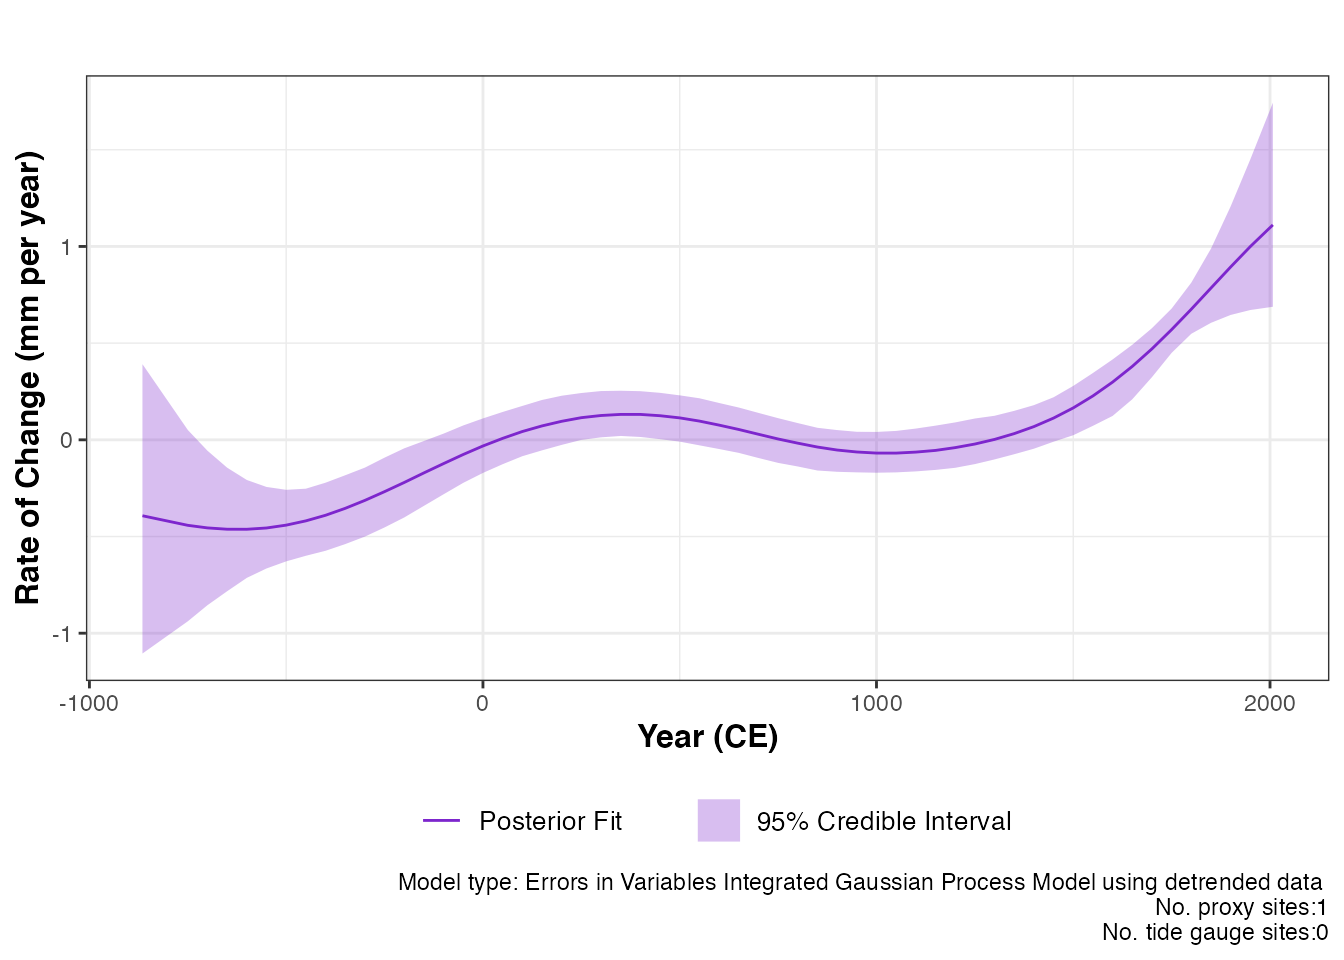 Rate of Change (mm per year)
1
0
-1
-1000
0
1000
2000
Year (CE)
Posterior Fit
95% Credible Interval
Model type: Errors in Variables Integrated Gaussian Process Model using detrended data
No. proxy sites:1
No. tide gauge sites:0